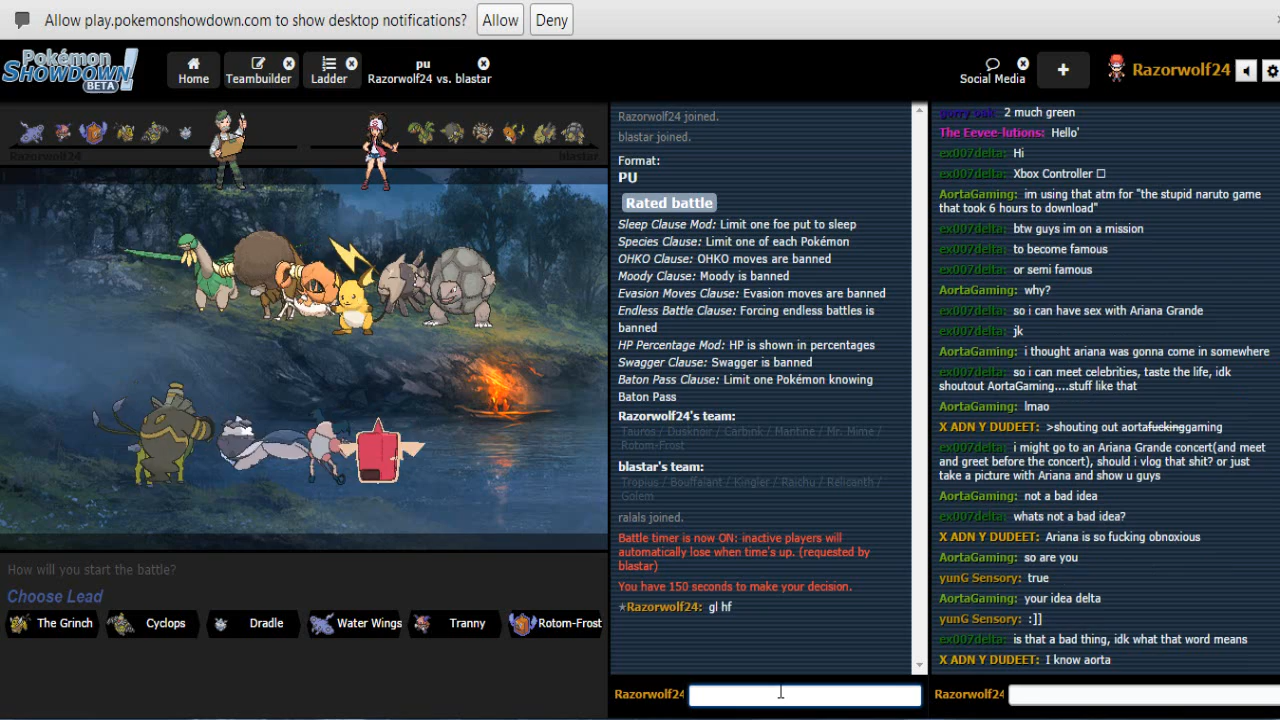 Allow play.pokemonshowdown.com to show desktop notifications?
Allow
Deny
Pokémon
SHOWDOWN!
BETA
Home
Teambuilder
Ladder
pu
Razorwolf24 vs. blastar
Social Media
+
Razorwolf24
Razorwolf24
blastar
How will you start the battle?
Choose Lead
The Grinch
Cyclops
Dradle
Water Wings
Tranny
Rotom-Frost
Razorwolf24 joined.
blastar joined.
Format:
PU
Rated battle
Sleep Clause Mod: Limit one foe put to sleep
Species Clause: Limit one of each Pokémon
OHKO Clause: OHKO moves are banned
Moody Clause: Moody is banned
Evasion Moves Clause: Evasion moves are banned
Endless Battle Clause: Forcing endless battles is
banned
HP Percentage Mod: HP is shown in percentages
Swagger Clause: Swagger is banned
Baton Pass Clause: Limit one Pokémon knowing
Baton Pass
Razorwolf24's team:
Tauros / Dusknoir / Carbink / Mantine / Mr. Mime /
Rotom-Frost
blastar's team:
Tropius / Bouffalant / Kingler / Raichu / Relicanth /
Golem
ralals joined.
Battle timer is now ON: inactive players will
automatically lose when time's up. (requested by
blastar)
You have 150 seconds to make your decision.
*Razorwolf24: gl hf
Razorwolf24
gorry oak 2 much green
The Eevee-lutions: Hello'
ex007delta: Hi
ex007delta: Xbox Controller □
AortaGaming: im using that atm for "the stupid naruto game
that took 6 hours to download"
ex007delta: btw guys im on a mission
ex007delta: to become famous
ex007delta: or semi famous
AortaGaming: why?
ex007delta: so i can have sex with Ariana Grande
ex007delta: jk
AortaGaming: i thought ariana was gonna come in somewhere
ex007delta: so i can meet celebrities, taste the life, idk
shoutout AortaGaming....stuff like that
AortaGaming: lmao
X ADN Y DUDEET: >shouting out aortafuckinggaming
ex007delta: i might go to an Ariana Grande concert(and meet
and greet before the concert), should i vlog that shit? or just
take a picture with Ariana and show u guys
AortaGaming: not a bad idea
ex007delta: whats not a bad idea?
X ADN Y DUDEET: Ariana is so fucking obnoxious
AortaGaming: so are you
yunG Sensory: true
AortaGaming: your idea delta
yunG Sensory: :]]
ex007delta: is that a bad thing, idk what that word means
X ADN Y DUDEET: I know aorta
Razorwolf24